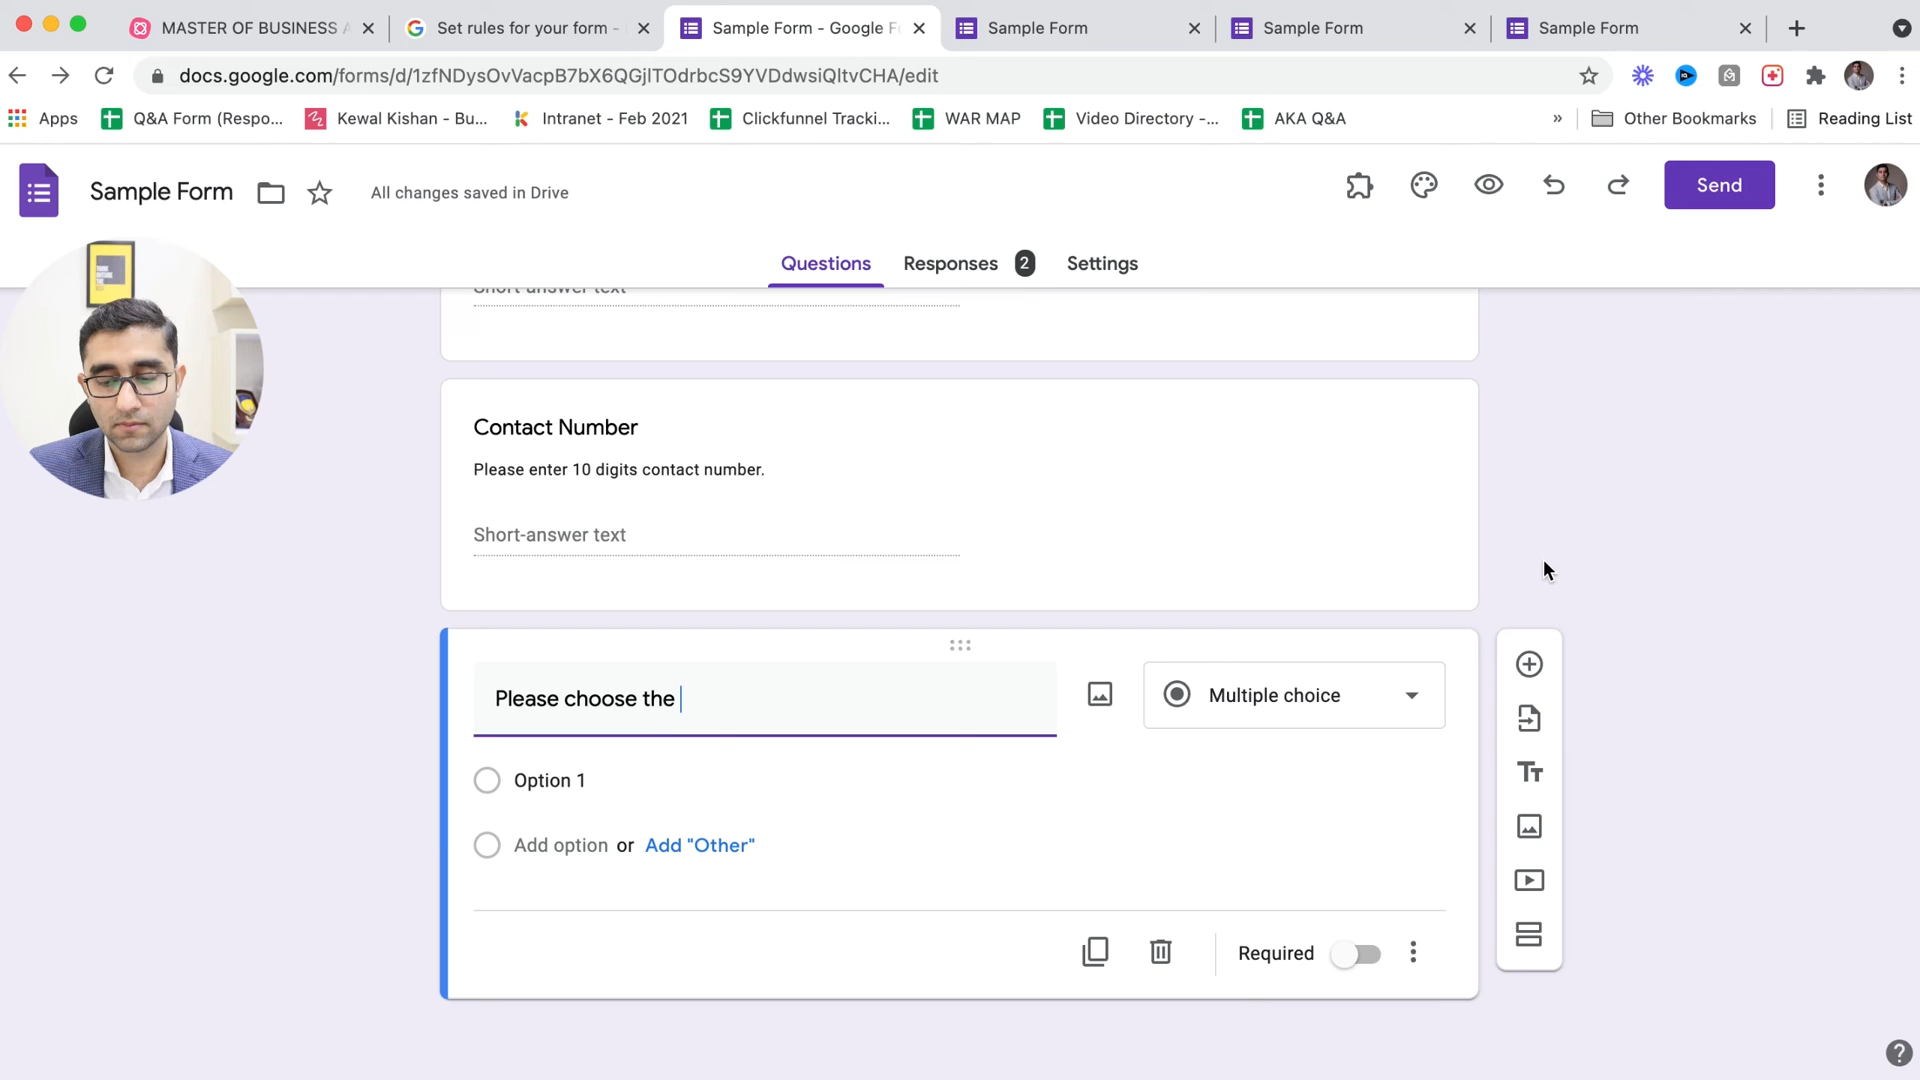 MASTER OF BUSINESS A
Set rules for your form -
Sample Form - Google F
Sample Form
Sample Form
Sample Form
docs.google.com/forms/d/1zfNDysOvVacpB7bX6QGjlTOdrbcS9YVDdwsiQltvCHA/edit
Apps
Q&A Form (Respo...
Kewal Kishan - Bu...
Intranet - Feb 2021
Clickfunnel Tracki...
WAR MAP
Video Directory -...
AKA Q&A
»
Other Bookmarks
Reading List
Sample Form
All changes saved in Drive
Send
Questions
Responses 2
Settings
Short-answer text
Contact Number
Please enter 10 digits contact number.
Short-answer text
Please choose the
Multiple choice
Option 1
Add option or Add "Other"
Required